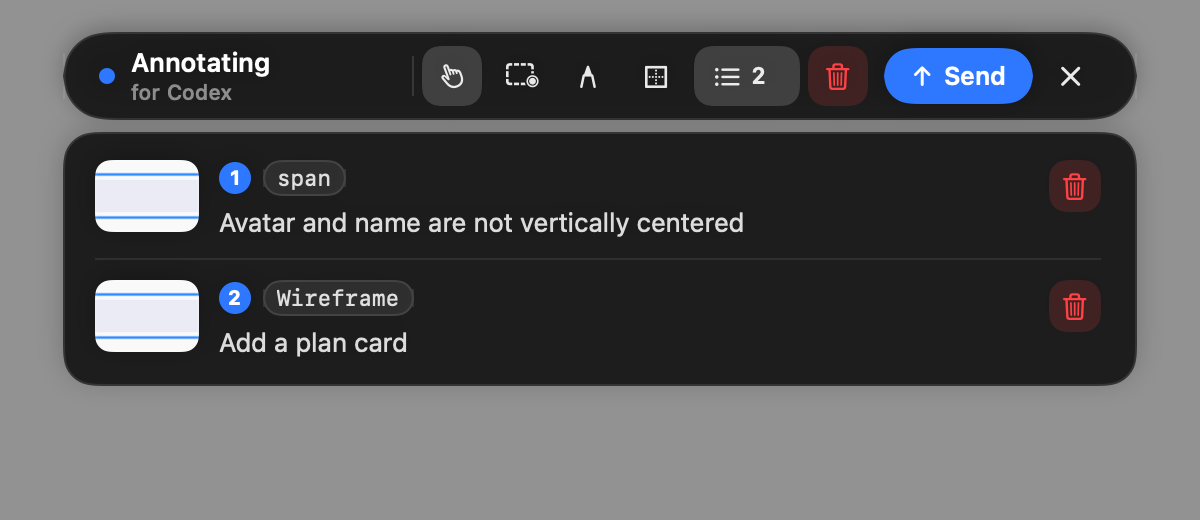 Annotating
for Codex
2
Send
1 span
Avatar and name are not vertically centered
2 Wireframe
Add a plan card